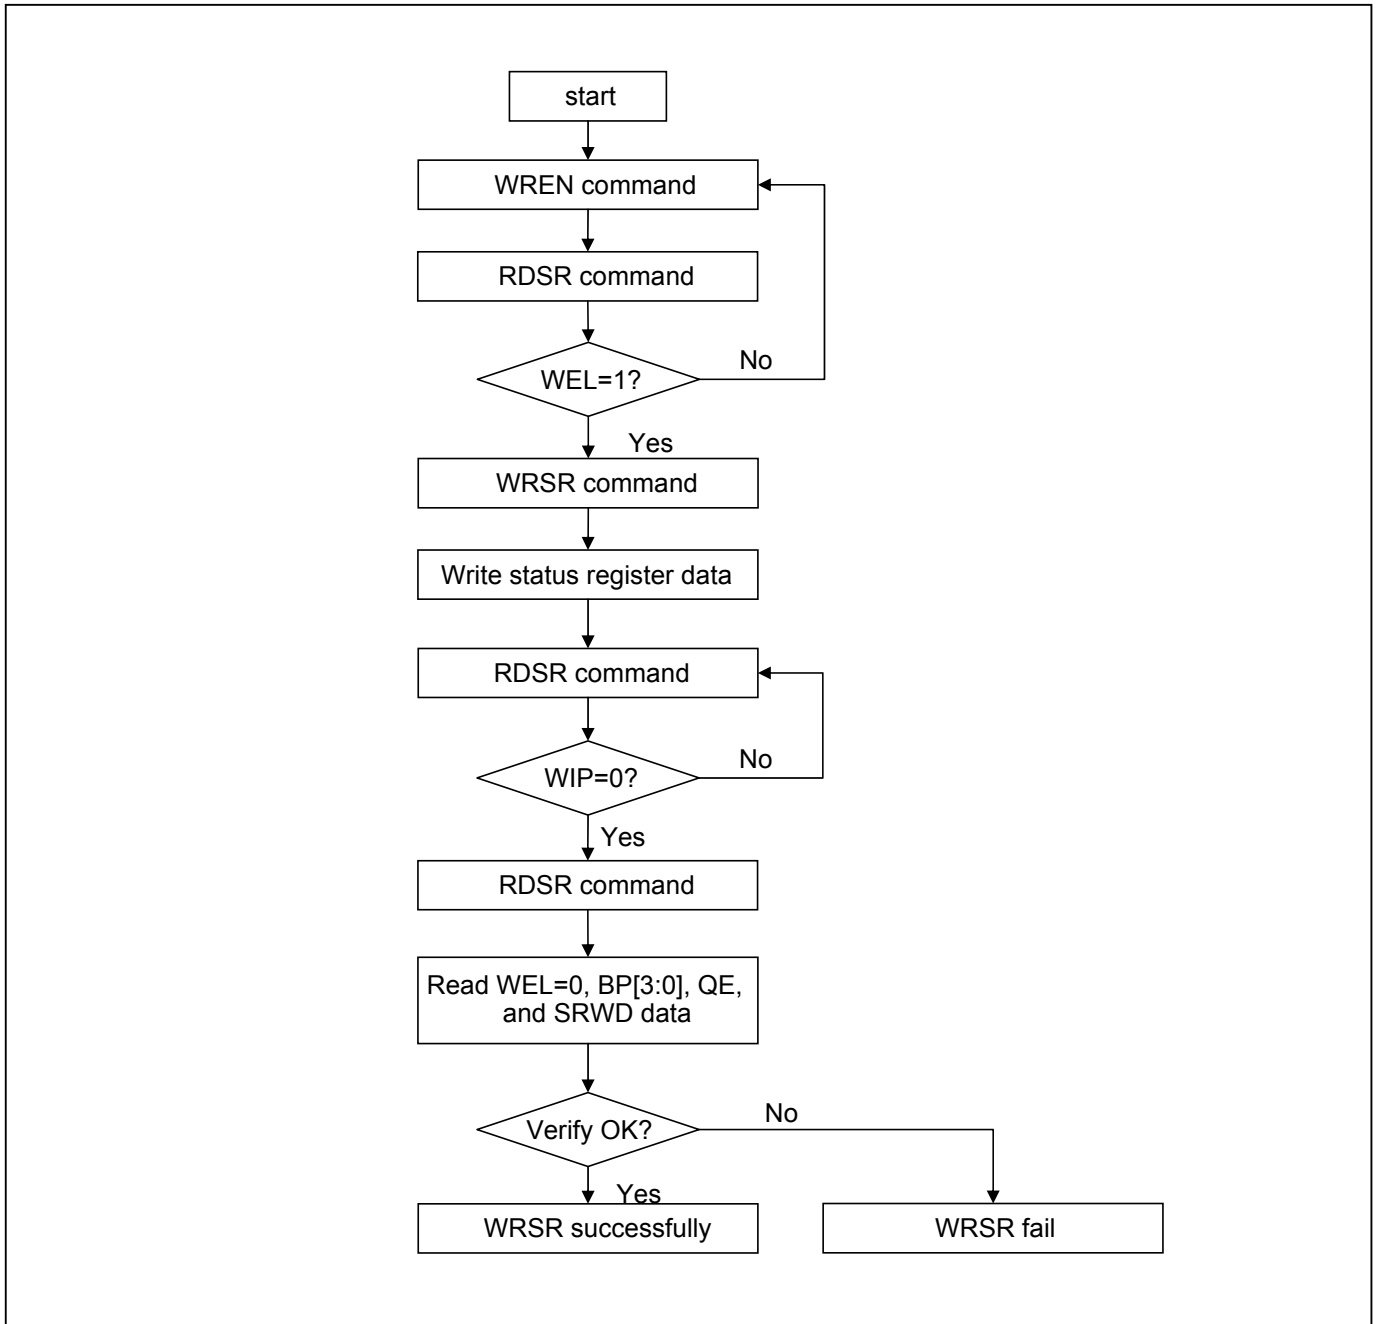 start
WREN command
RDSR command
WEL=1?
No
Yes
WRSR command
Write status register data
RDSR command
WIP=0?
No
Yes
RDSR command
Read WEL=0, BP[3:0], QE,
and SRWD data
Verify OK?
No
Yes
WRSR successfully
WRSR fail